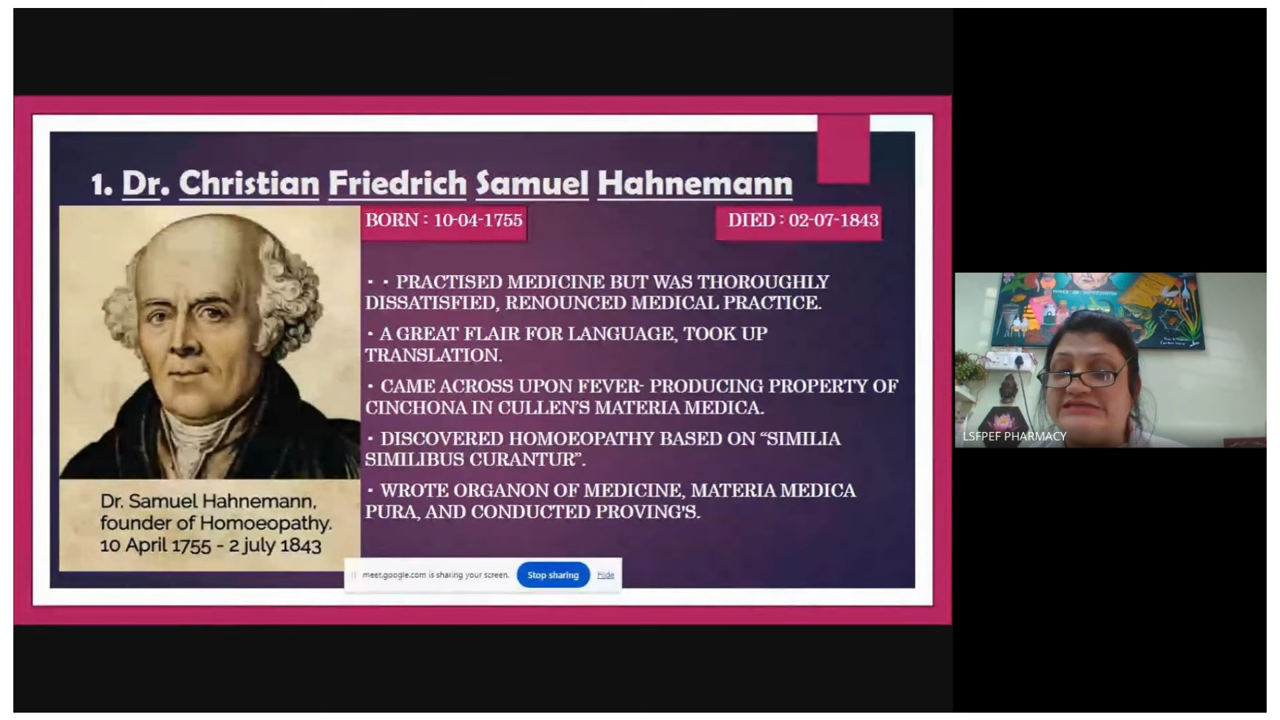 1. Dr. Christian Friedrich Samuel Hahnemann
BORN : 10-04-1755
DIED : 02-07-1843
• • PRACTISED MEDICINE BUT WAS THOROUGHLY
DISSATISFIED, RENOUNCED MEDICAL PRACTICE.
• A GREAT FLAIR FOR LANGUAGE, TOOK UP
TRANSLATION.
• CAME ACROSS UPON FEVER- PRODUCING PROPERTY OF
CINCHONA IN CULLEN'S MATERIA MEDICA.
• DISCOVERED HOMOEOPATHY BASED ON “SIMILIA
SIMILIBUS CURANTUR”.
• WROTE ORGANON OF MEDICINE, MATERIA MEDICA
PURA, AND CONDUCTED PROVING'S.
Dr. Samuel Hahnemann,
founder of Homoeopathy.
10 April 1755 - 2 july 1843
meet.google.com is sharing your screen.
Stop sharing
Hide
LSFPEF PHARMACY